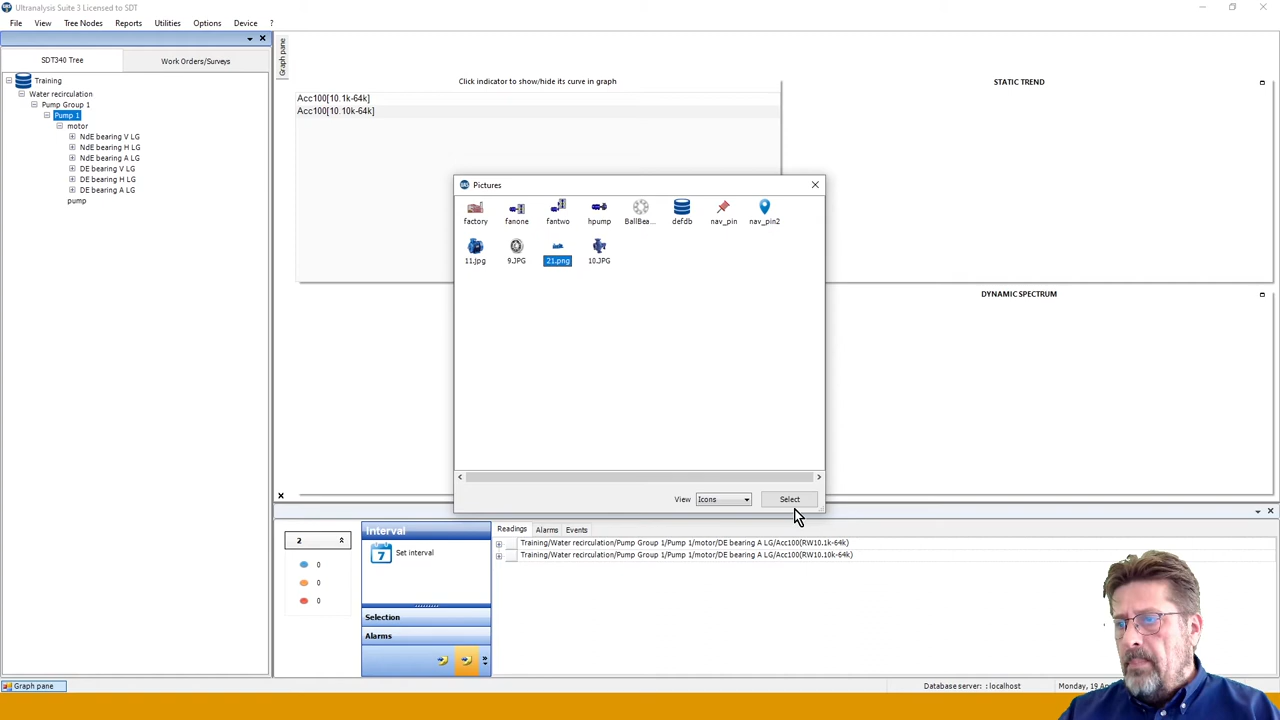 Ultranalysis Suite 3 Licensed to SDT
File View Tree Nodes Reports Utilities Options Device ?
SDT340 Tree Work Orders/Surveys
Training
Water recirculation
Pump Group 1
Pump 1
motor
NdE bearing V LG
NdE bearing H LG
NdE bearing A LG
DE bearing V LG
DE bearing H LG
DE bearing A LG
pump
Graph pane
Click indicator to show/hide its curve in graph
Acc100[10.1k-64k]
Acc100[10.10k-64k]
STATIC TREND
DYNAMIC SPECTRUM
Pictures
factory fanone fantwo hpump BallBea... defdb nav_pin nav_pin2
11.jpg 9.JPG 21.png 10.JPG
View Icons Select
2
0
0
0
Interval
7 Set interval
Selection
Alarms
Readings Alarms Events
Training/Water recirculation/Pump Group 1/Pump 1/motor/DE bearing A LG/Acc100(RW10.1k-64k)
Training/Water recirculation/Pump Group 1/Pump 1/motor/DE bearing A LG/Acc100(RW10.10k-64k)
Graph pane
Database server: : localhost
Monday, 19